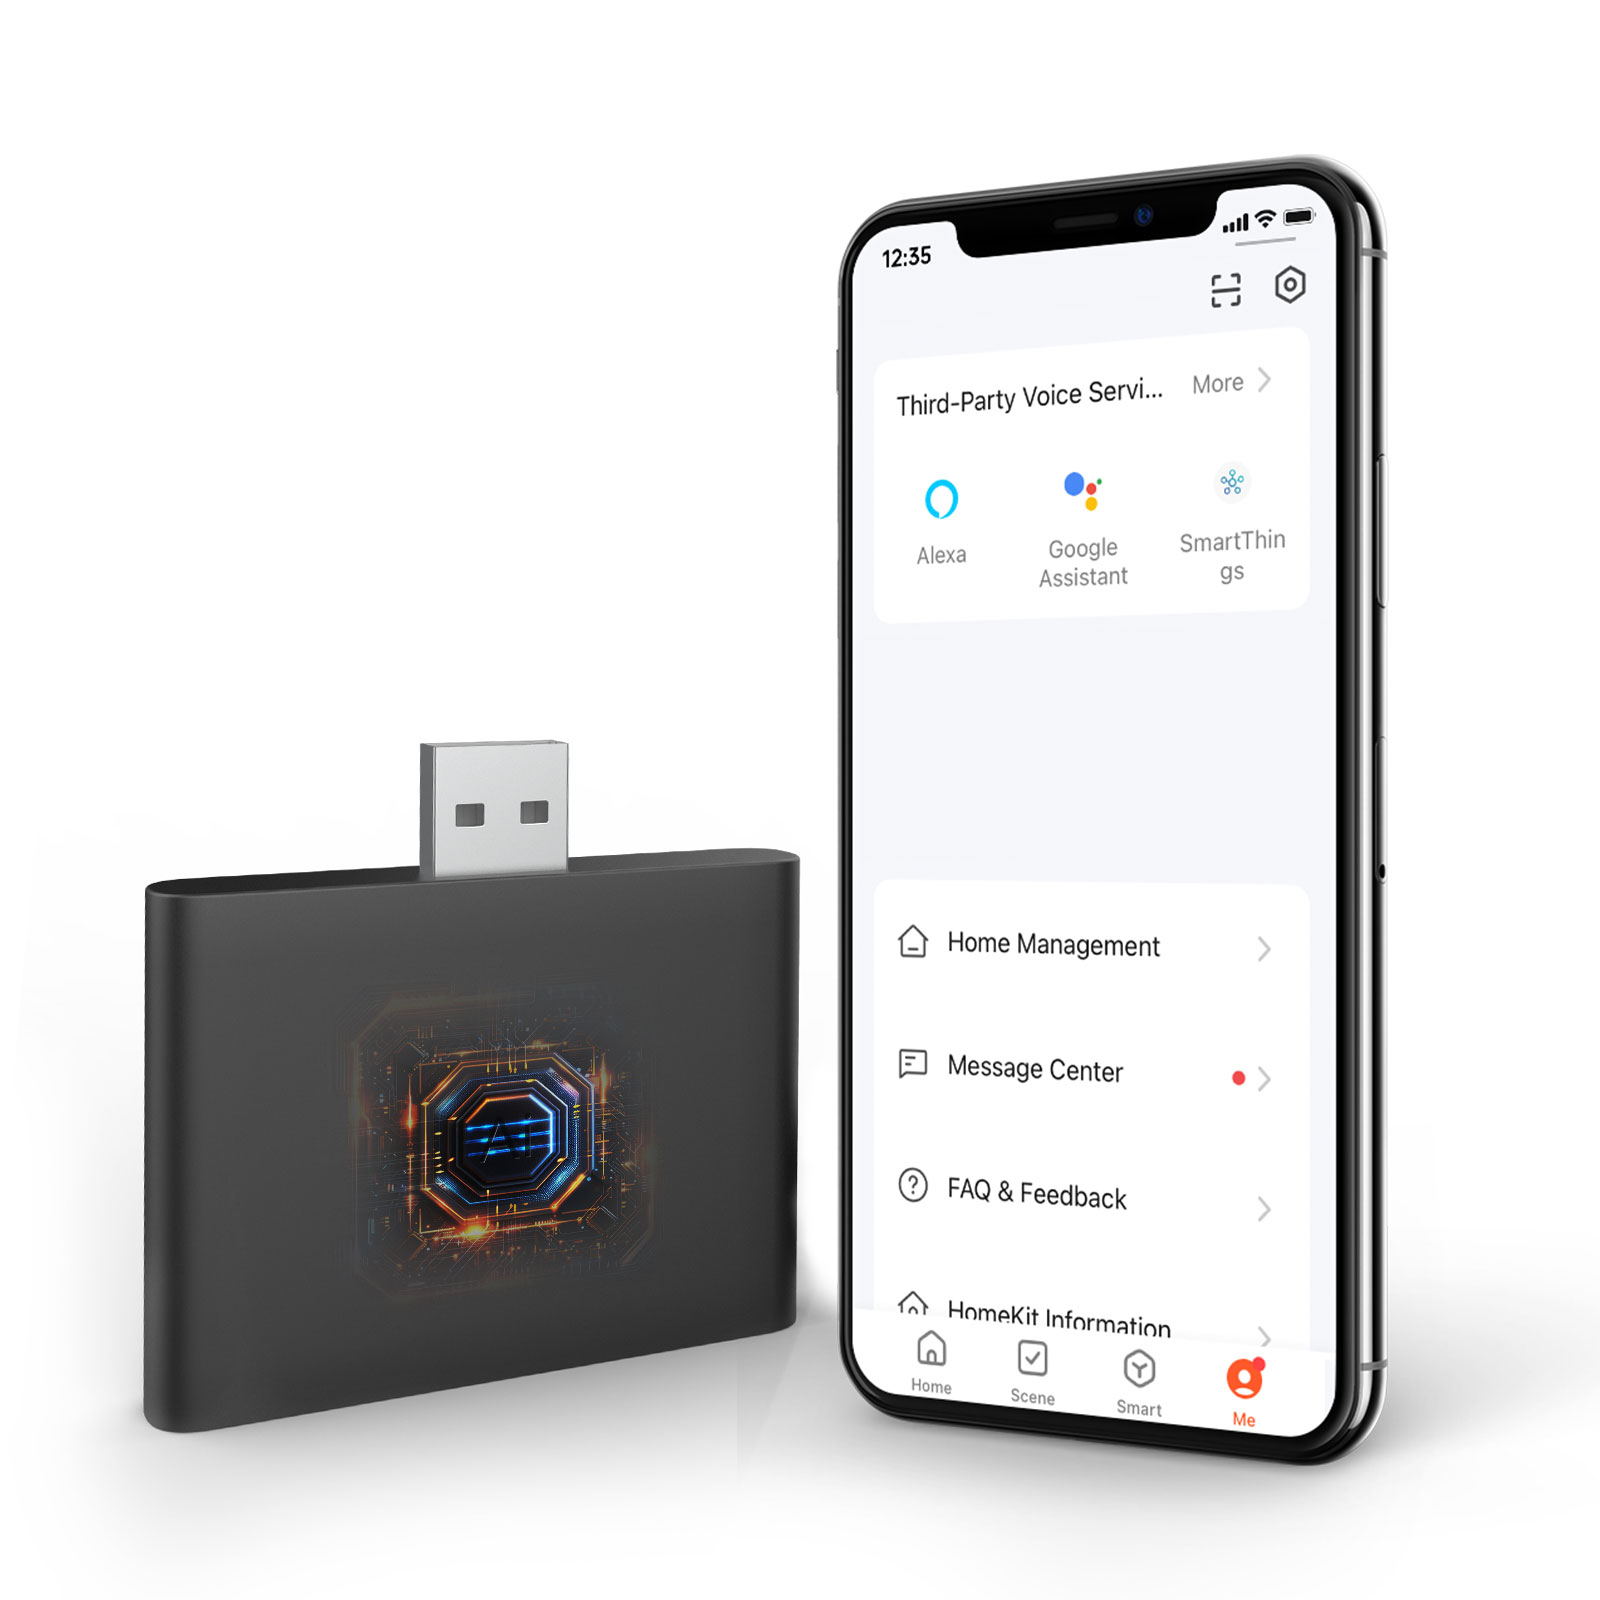 12:35
Third-Party Voice Servi...
More
Alexa
Google
Assistant
SmartThin
gs
Home Management
Message Center
FAQ & Feedback
HomeKit Information
Home
Scene
Smart
Me
Ai